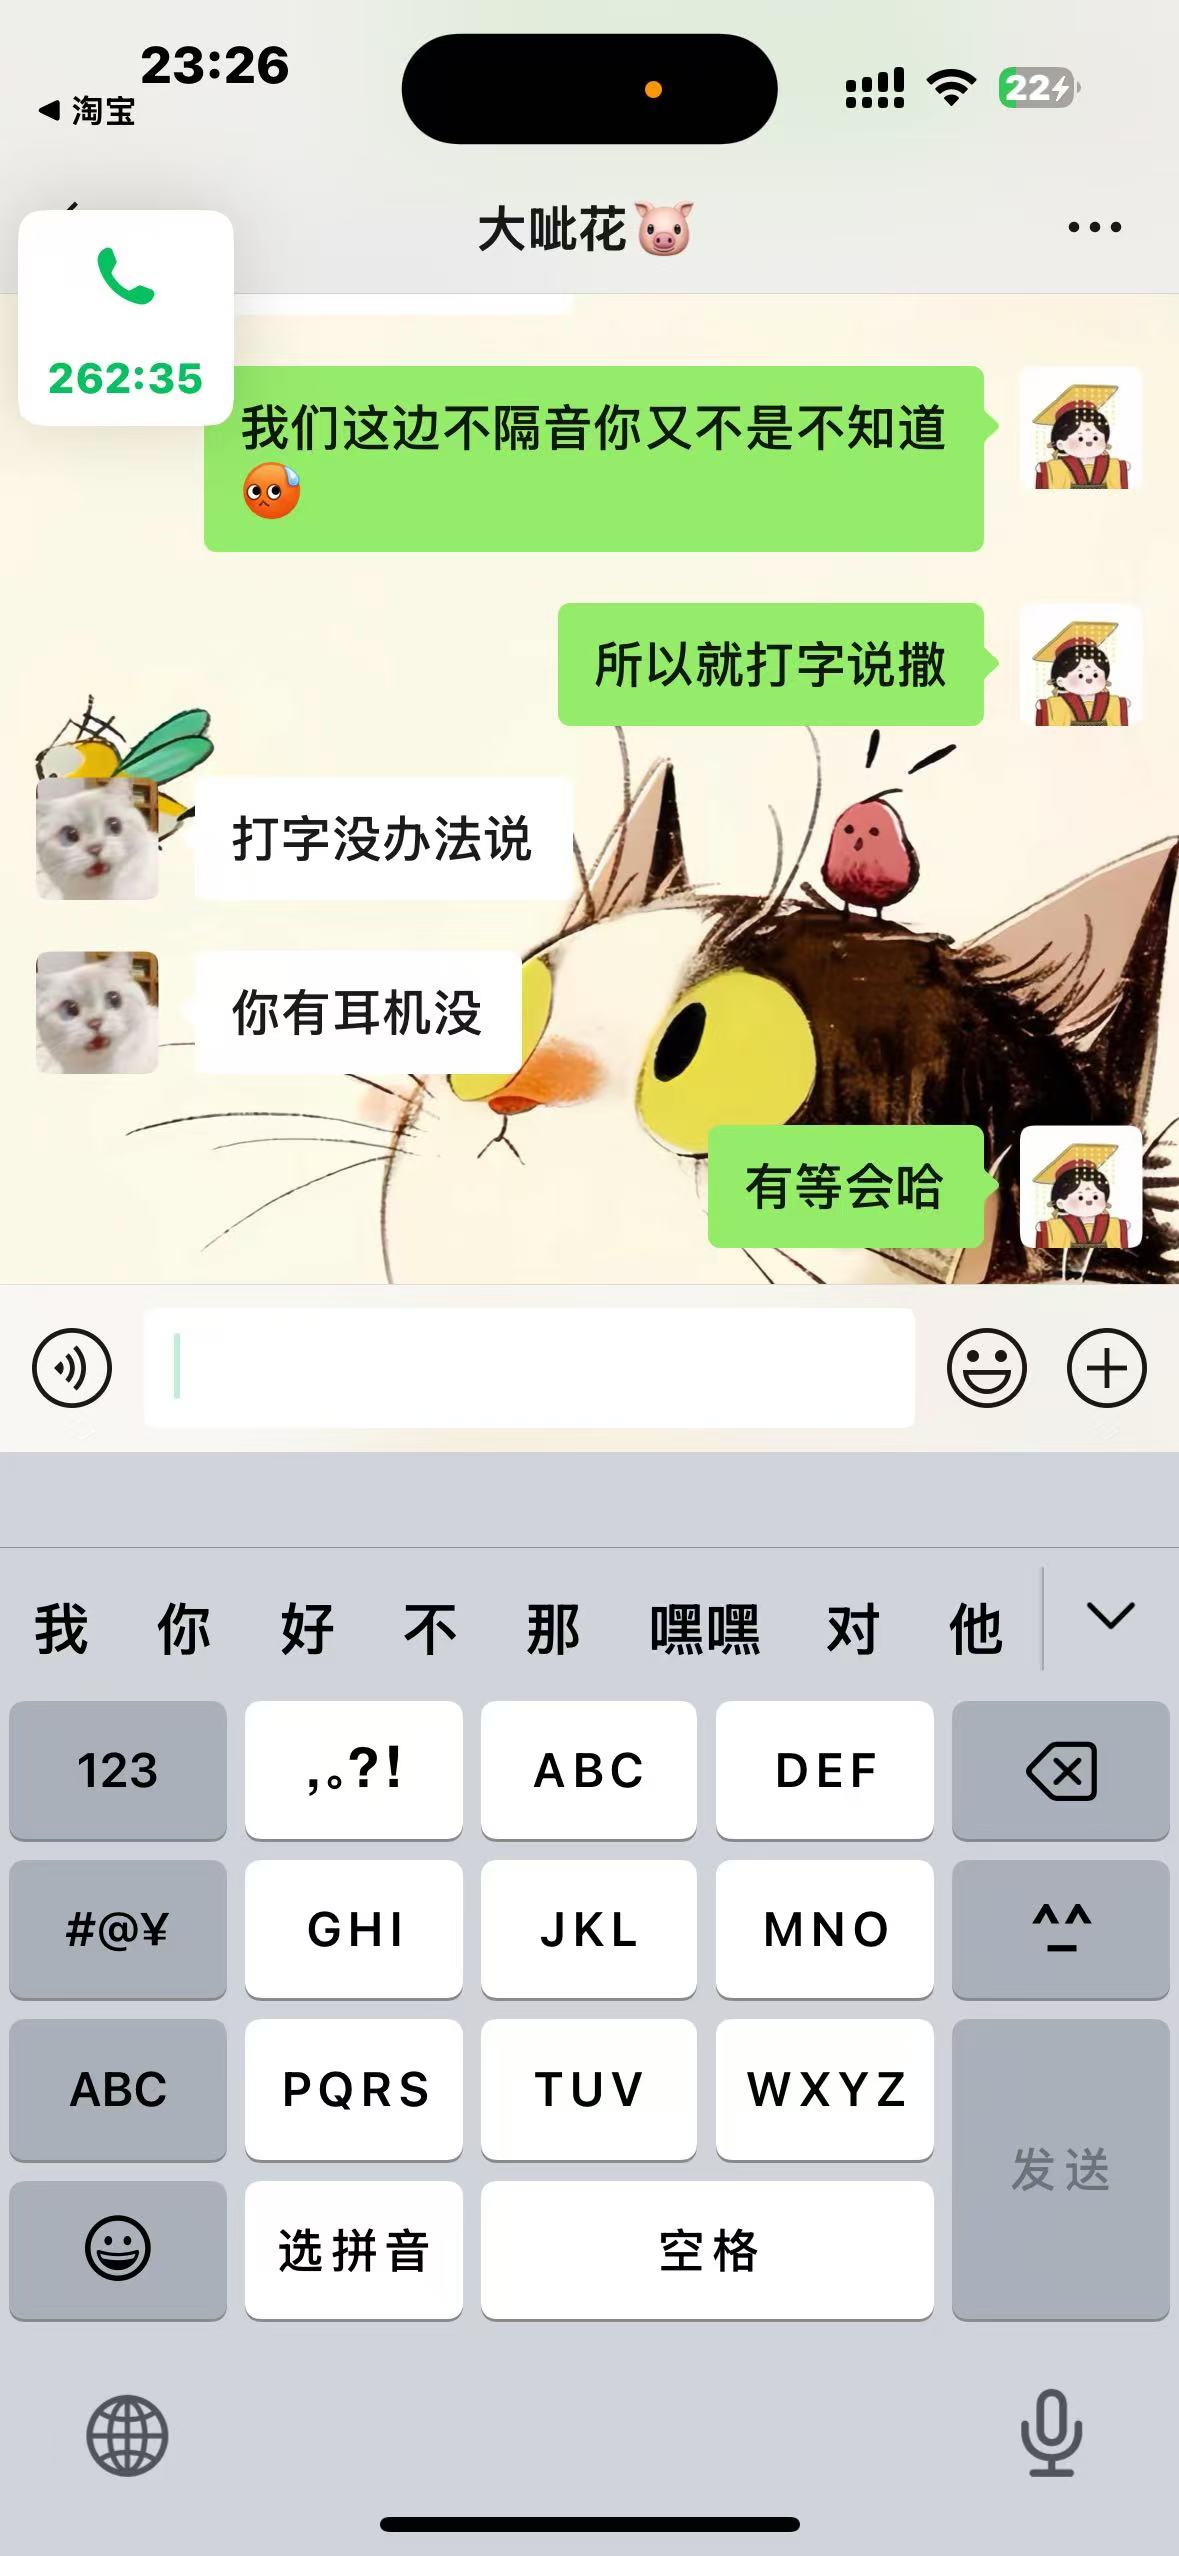 23:26
淘宝
22
大呲花
262:35
我们这边不隔音你又不是不知道
所以就打字说撒
打字没办法说
你有耳机没
有等会哈
我 你 好 不 那 嘿嘿 对 他
123 ,。?! ABC DEF
#@¥ GHI JKL MNO ^_^
ABC PQRS TUV WXYZ
发送
选拼音 空格